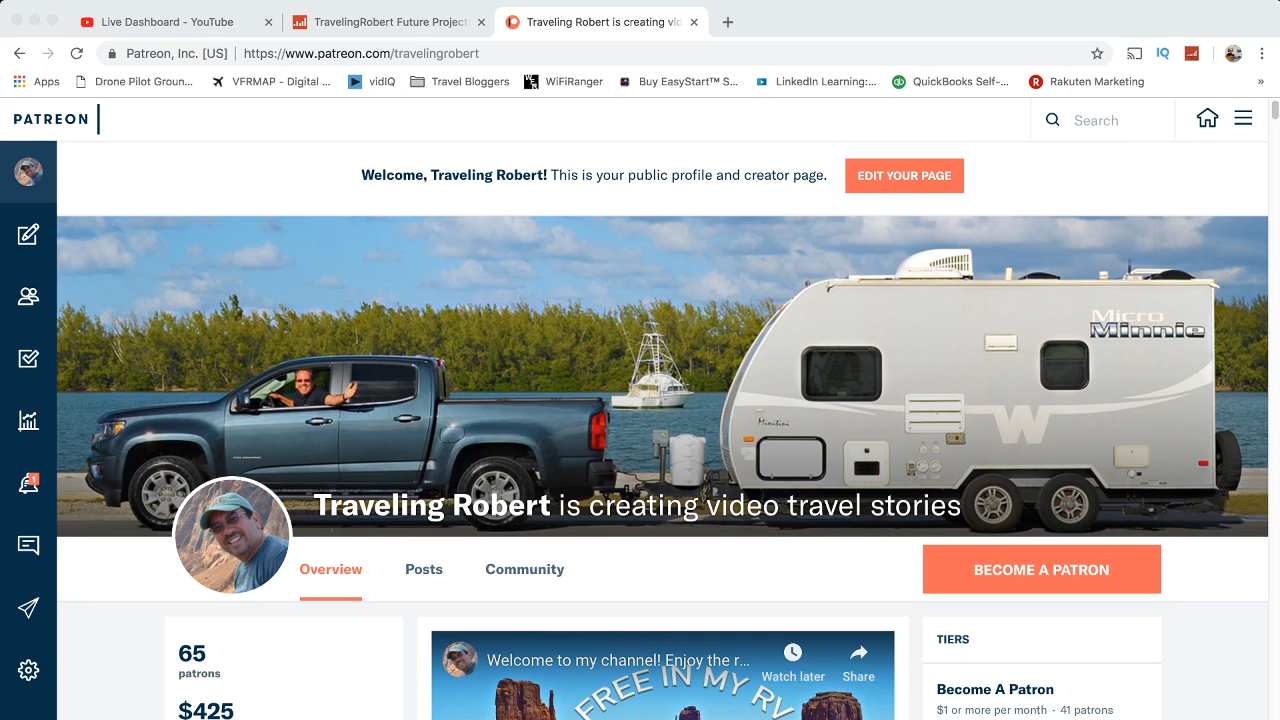 Live Dashboard - YouTube
TravelingRobert Future Project
Traveling Robert is creating vid
Patreon, Inc. [US]
https://www.patreon.com/travelingrobert
Apps
Drone Pilot Groun...
VFRMAP - Digital ...
vidIQ
Travel Bloggers
WiFiRanger
Buy EasyStart™ S...
LinkedIn Learning:...
QuickBooks Self-...
Rakuten Marketing
PATREON
Search
Welcome, Traveling Robert! This is your public profile and creator page.
EDIT YOUR PAGE
Micro
Minnie
W
1
Traveling Robert is creating video travel stories
Overview
Posts
Community
BECOME A PATRON
65
patrons
$425
Welcome to my channel! Enjoy the r...
Watch later
Share
FREE IN MY RV
TIERS
Become A Patron
$1 or more per month · 41 patrons